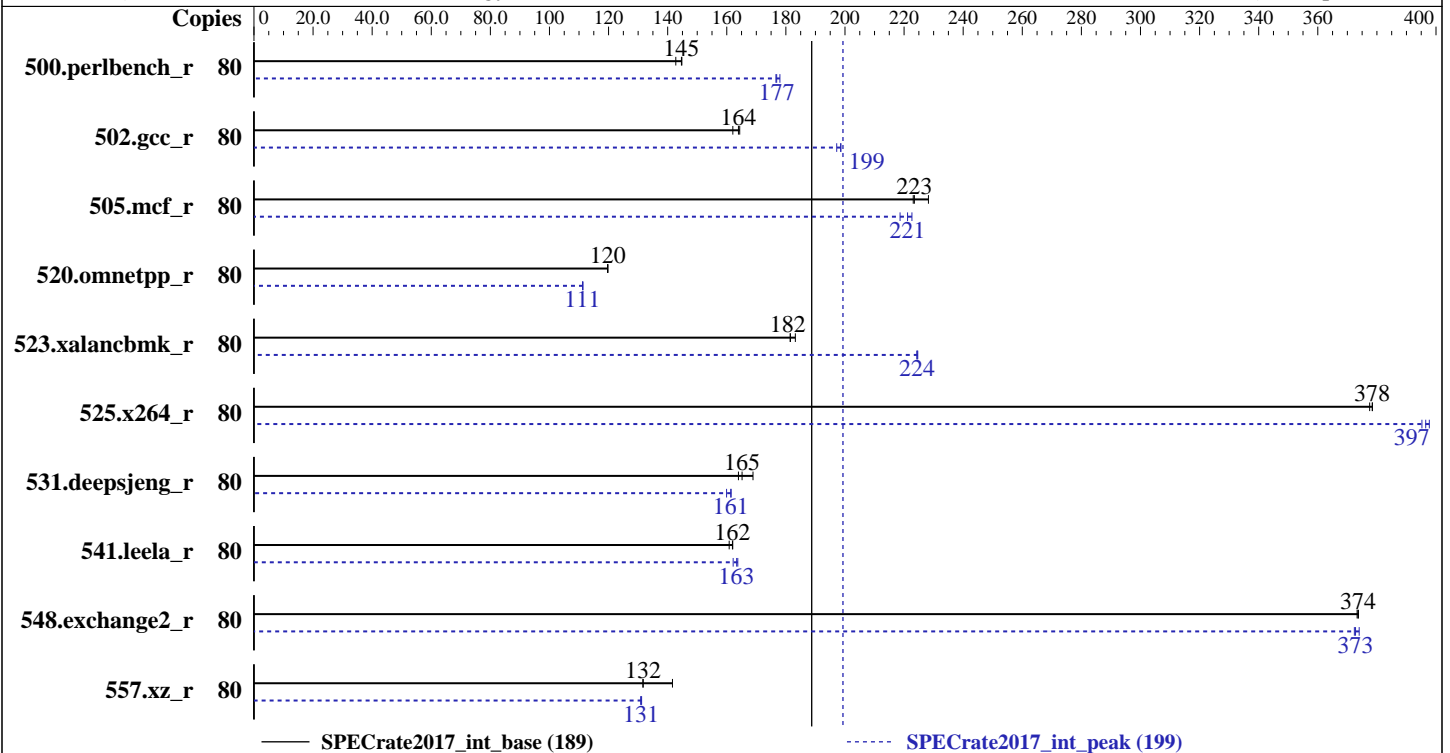 Copies 0 20.0 40.0 60.0 80.0 100 120 140 160 180 200 220 240 260 280 300 320 340 360 400
145
500.perlbench_r 80
177
164
502.gcc_r 80
199
223
505.mcf_r 80
221
120
520.omnetpp_r 80
111
182
523.xalancbmk_r 80
224
378
525.x264_r 80
397
165
531.deepsjeng_r 80
161
162
541.leela_r 80
163
374
548.exchange2_r 80
373
132
557.xz_r 80
131
SPECrate2017_int_base (189) SPECrate2017_int_peak (199)